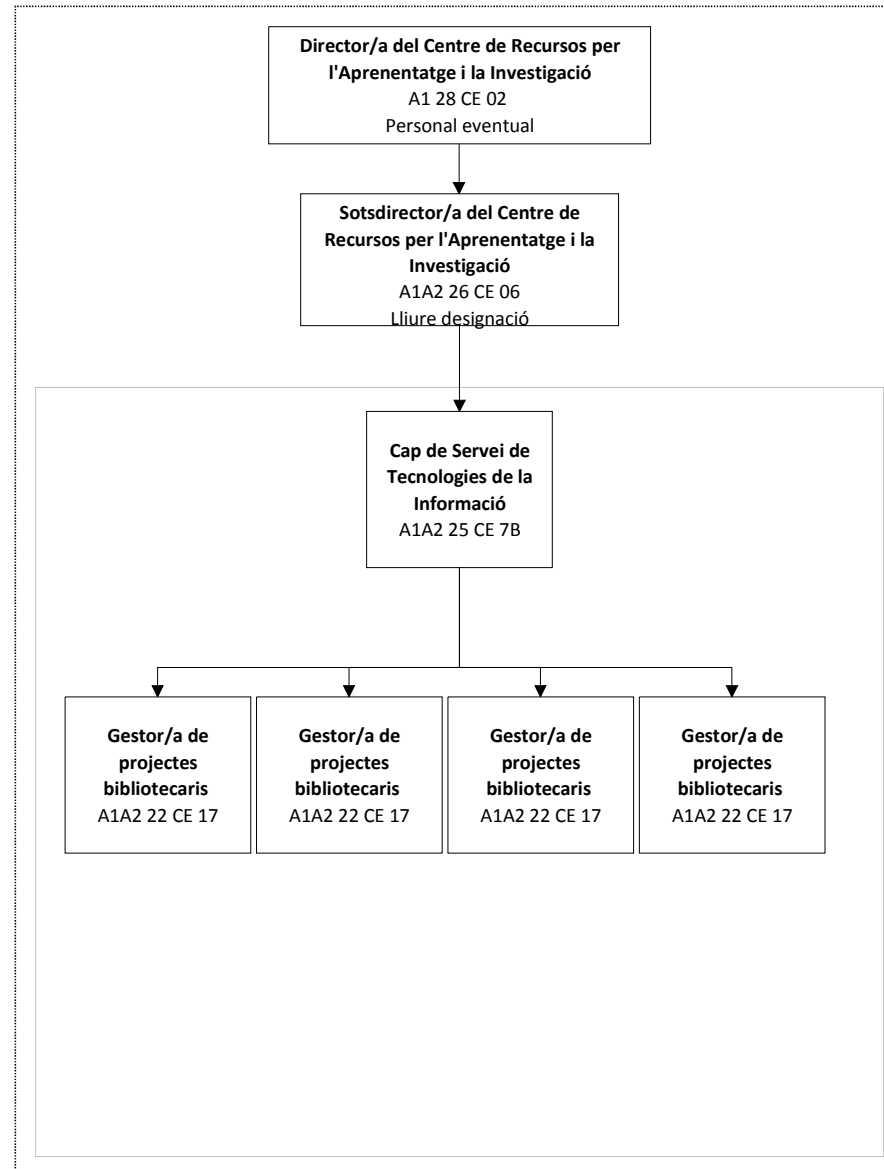 Director/a del Centre de Recursos per
l'Aprenentatge i la Investigació
A1 28 CE 02
Personal eventual
Sotsdirector/a del Centre de
Recursos per l'Aprenentatge i la
Investigació
A1A2 26 CE 06
Lliure designació
Cap de Servei de
Tecnologies de la
Informació
A1A2 25 CE 7B
Gestor/a de
projectes
bibliotecaris
A1A2 22 CE 17
Gestor/a de
projectes
bibliotecaris
A1A2 22 CE 17
Gestor/a de
projectes
bibliotecaris
A1A2 22 CE 17
Gestor/a de
projectes
bibliotecaris
A1A2 22 CE 17